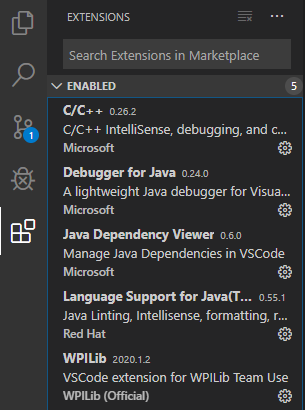 EXTENSIONS
Search Extensions in Marketplace
ENABLED 5
C/C++ 0.26.2
C/C++ IntelliSense, debugging, and c...
Microsoft
Debugger for Java 0.24.0
A lightweight Java debugger for Visua...
Microsoft
Java Dependency Viewer 0.6.0
Manage Java Dependencies in VSCode
Microsoft
Language Support for Java(T... 0.55.1
Java Linting, Intellisense, formatting, r...
Red Hat
WPILib 2020.1.2
VSCode extension for WPILib Team Use
WPILib (Official)
1